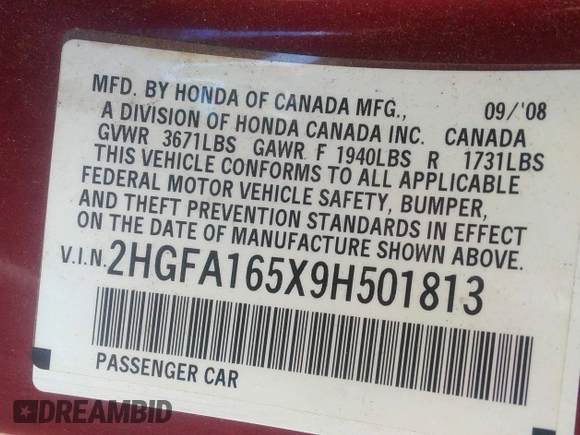 MFD. BY HONDA OF CANADA MFG., 09/'08
A DIVISION OF HONDA CANADA INC. CANADA
GVWR 3671LBS GAWR F 1940LBS R 1731LBS
THIS VEHICLE CONFORMS TO ALL APPLICABLE
FEDERAL MOTOR VEHICLE SAFETY, BUMPER,
AND THEFT PREVENTION STANDARDS IN EFFECT
ON THE DATE OF MANUFACTURE SHOWN ABOVE.
V.I.N. 2HGFA165X9H501813
PASSENGER CAR
DREAMBID